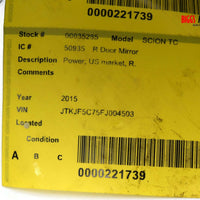 0000221739
Stock # 90035255 Model SCION TC
IC # 50935 . R Door Mirror
Description Power, US market, R.
Comments
Year 2015
VIN JTKJF5C75FJ004503
Located
Condition
A B C
0000221739